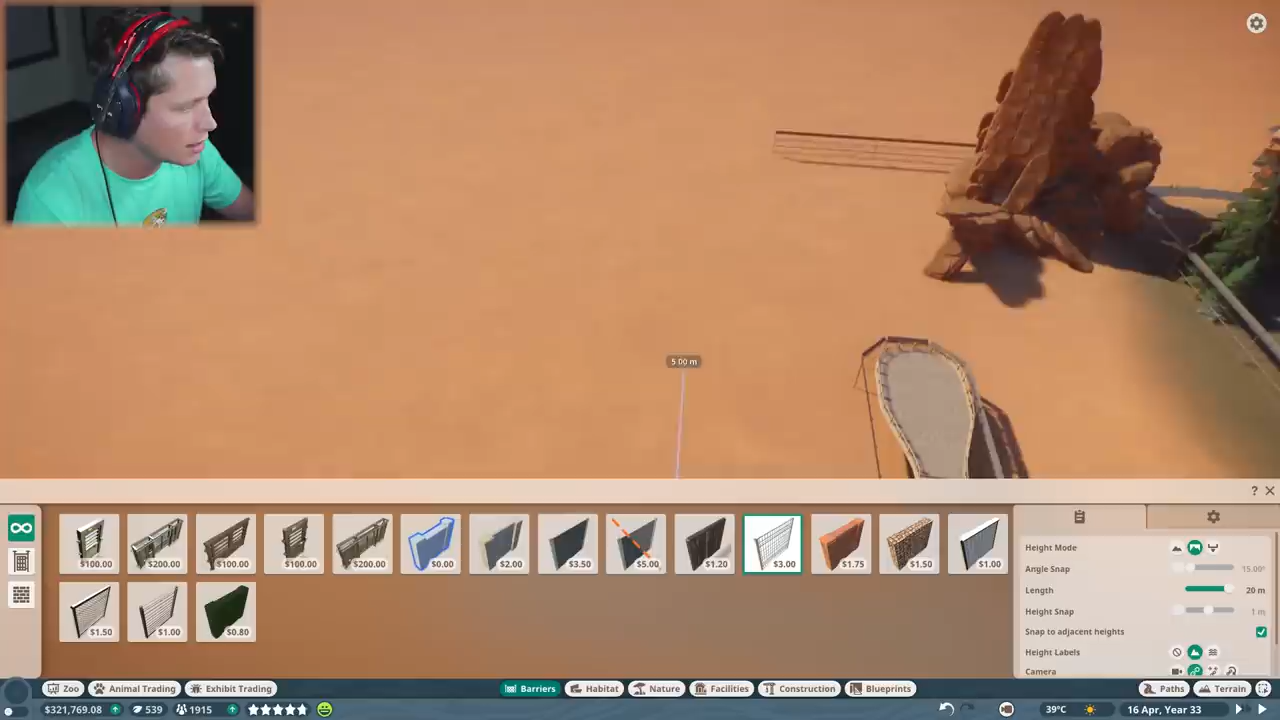 5.00 m
? ×
$100.00 $200.00 $100.00 $100.00 $200.00 $0.00 $2.00 $3.50 $5.00 $1.20 $3.00 $1.75 $1.50 $1.00
$1.50 $1.00 $0.80
Height Mode
Angle Snap 15.00°
Length 20 m
Height Snap 1 m
Snap to adjacent heights
Height Labels
Camera
Zoo Animal Trading Exhibit Trading Barriers Habitat Nature Facilities Construction Blueprints Paths Terrain
$321,769.08 539 1915 39°C 16 Apr, Year 33